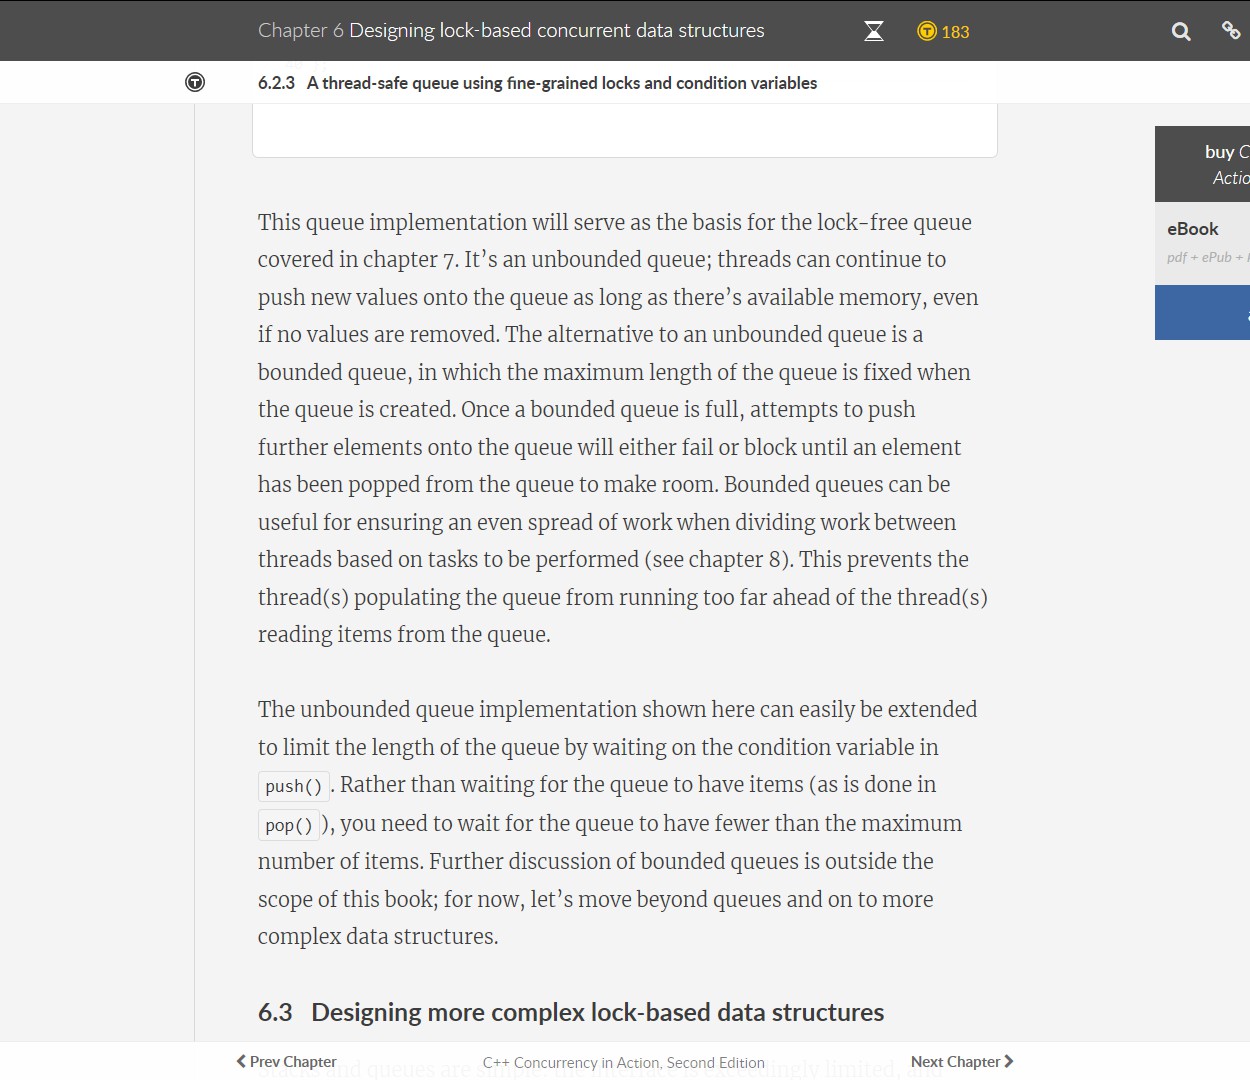 Chapter 6 Designing lock-based concurrent data structures
183
6.2.3 A thread-safe queue using fine-grained locks and condition variables
buy
eBook
pdf + ePub +
This queue implementation will serve as the basis for the lock-free queue
covered in chapter 7. It’s an unbounded queue; threads can continue to
push new values onto the queue as long as there’s available memory, even
if no values are removed. The alternative to an unbounded queue is a
bounded queue, in which the maximum length of the queue is fixed when
the queue is created. Once a bounded queue is full, attempts to push
further elements onto the queue will either fail or block until an element
has been popped from the queue to make room. Bounded queues can be
useful for ensuring an even spread of work when dividing work between
threads based on tasks to be performed (see chapter 8). This prevents the
thread(s) populating the queue from running too far ahead of the thread(s)
reading items from the queue.
The unbounded queue implementation shown here can easily be extended
to limit the length of the queue by waiting on the condition variable in
push() . Rather than waiting for the queue to have items (as is done in
pop() ), you need to wait for the queue to have fewer than the maximum
number of items. Further discussion of bounded queues is outside the
scope of this book; for now, let’s move beyond queues and on to more
complex data structures.
6.3 Designing more complex lock-based data structures
Prev Chapter
C++ Concurrency in Action, Second Edition
Next Chapter